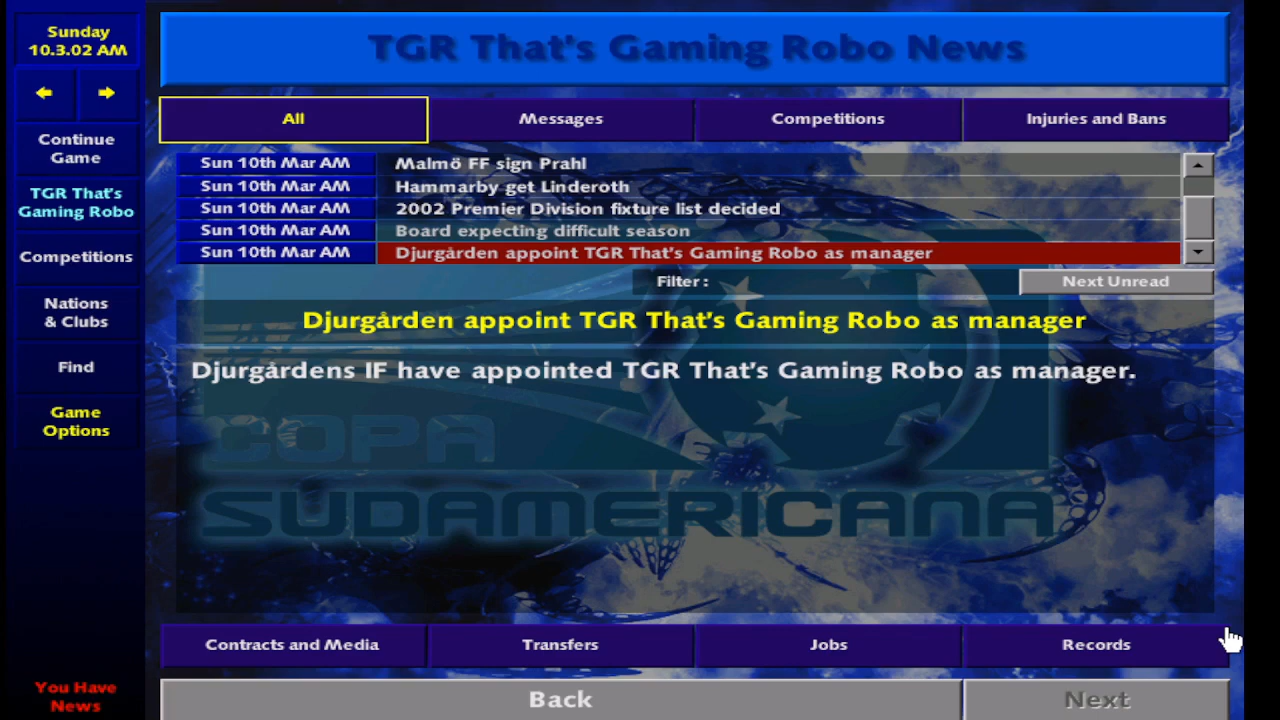 Sunday
10.3.02 AM
Continue
Game
TGR That's
Gaming Robo
Competitions
Nations
& Clubs
Find
Game
Options
You Have
News
TGR That's Gaming Robo News
All Messages Competitions Injuries and Bans
Sun 10th Mar AM Malmö FF sign Prahl
Sun 10th Mar AM Hammarby get Linderoth
Sun 10th Mar AM 2002 Premier Division fixture list decided
Sun 10th Mar AM Board expecting difficult season
Sun 10th Mar AM Djurgården appoint TGR That's Gaming Robo as manager
Filter : Next Unread
Djurgården appoint TGR That's Gaming Robo as manager
Djurgårdens IF have appointed TGR That's Gaming Robo as manager.
COPA
SUDAMERICANA
Contracts and Media Transfers Jobs Records
Back Next